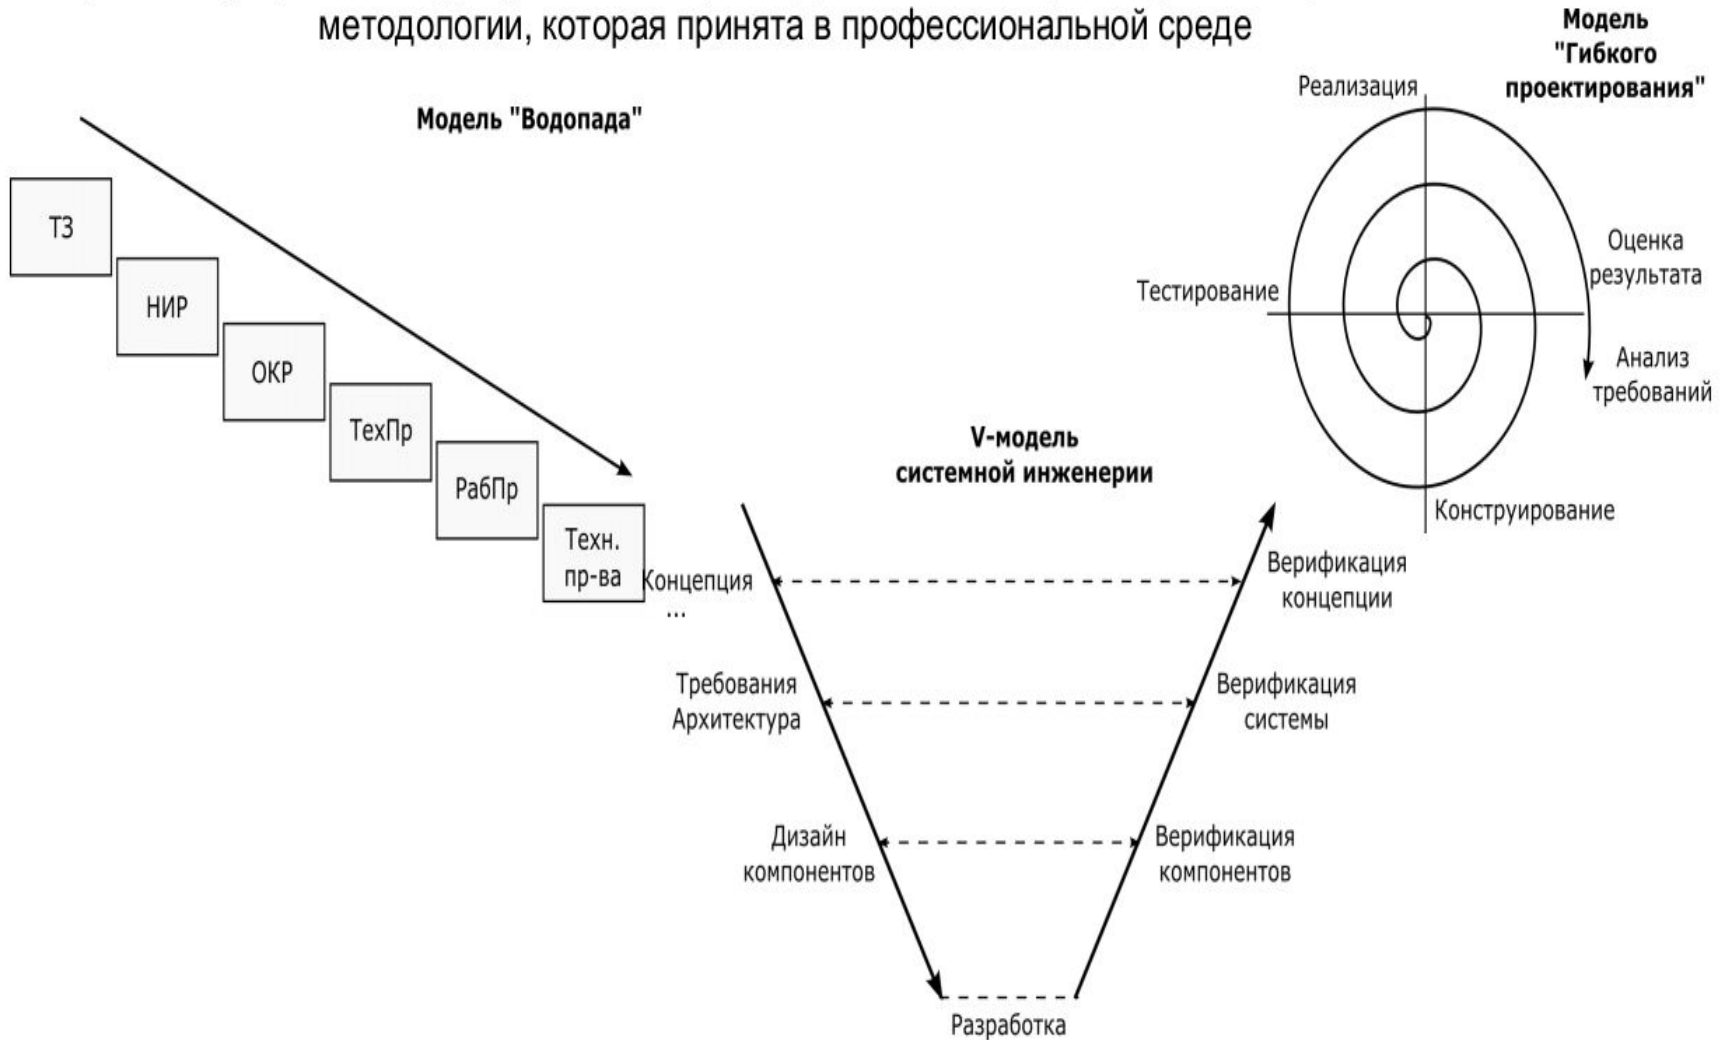 методологии, которая принята в профессиональной среде
Модель "Водопада"
ТЗ
НИР
ОКР
ТехПр
РабПр
Техн.
пр-ва
V-модель
системной инженерии
Концепция
...
Требования
Архитектура
Дизайн
компонентов
Разработка
Верификация
концепции
Верификация
системы
Верификация
компонентов
Модель
"Гибкого
проектирования"
Реализация
Оценка
результата
Тестирование
Анализ
требований
Конструирование